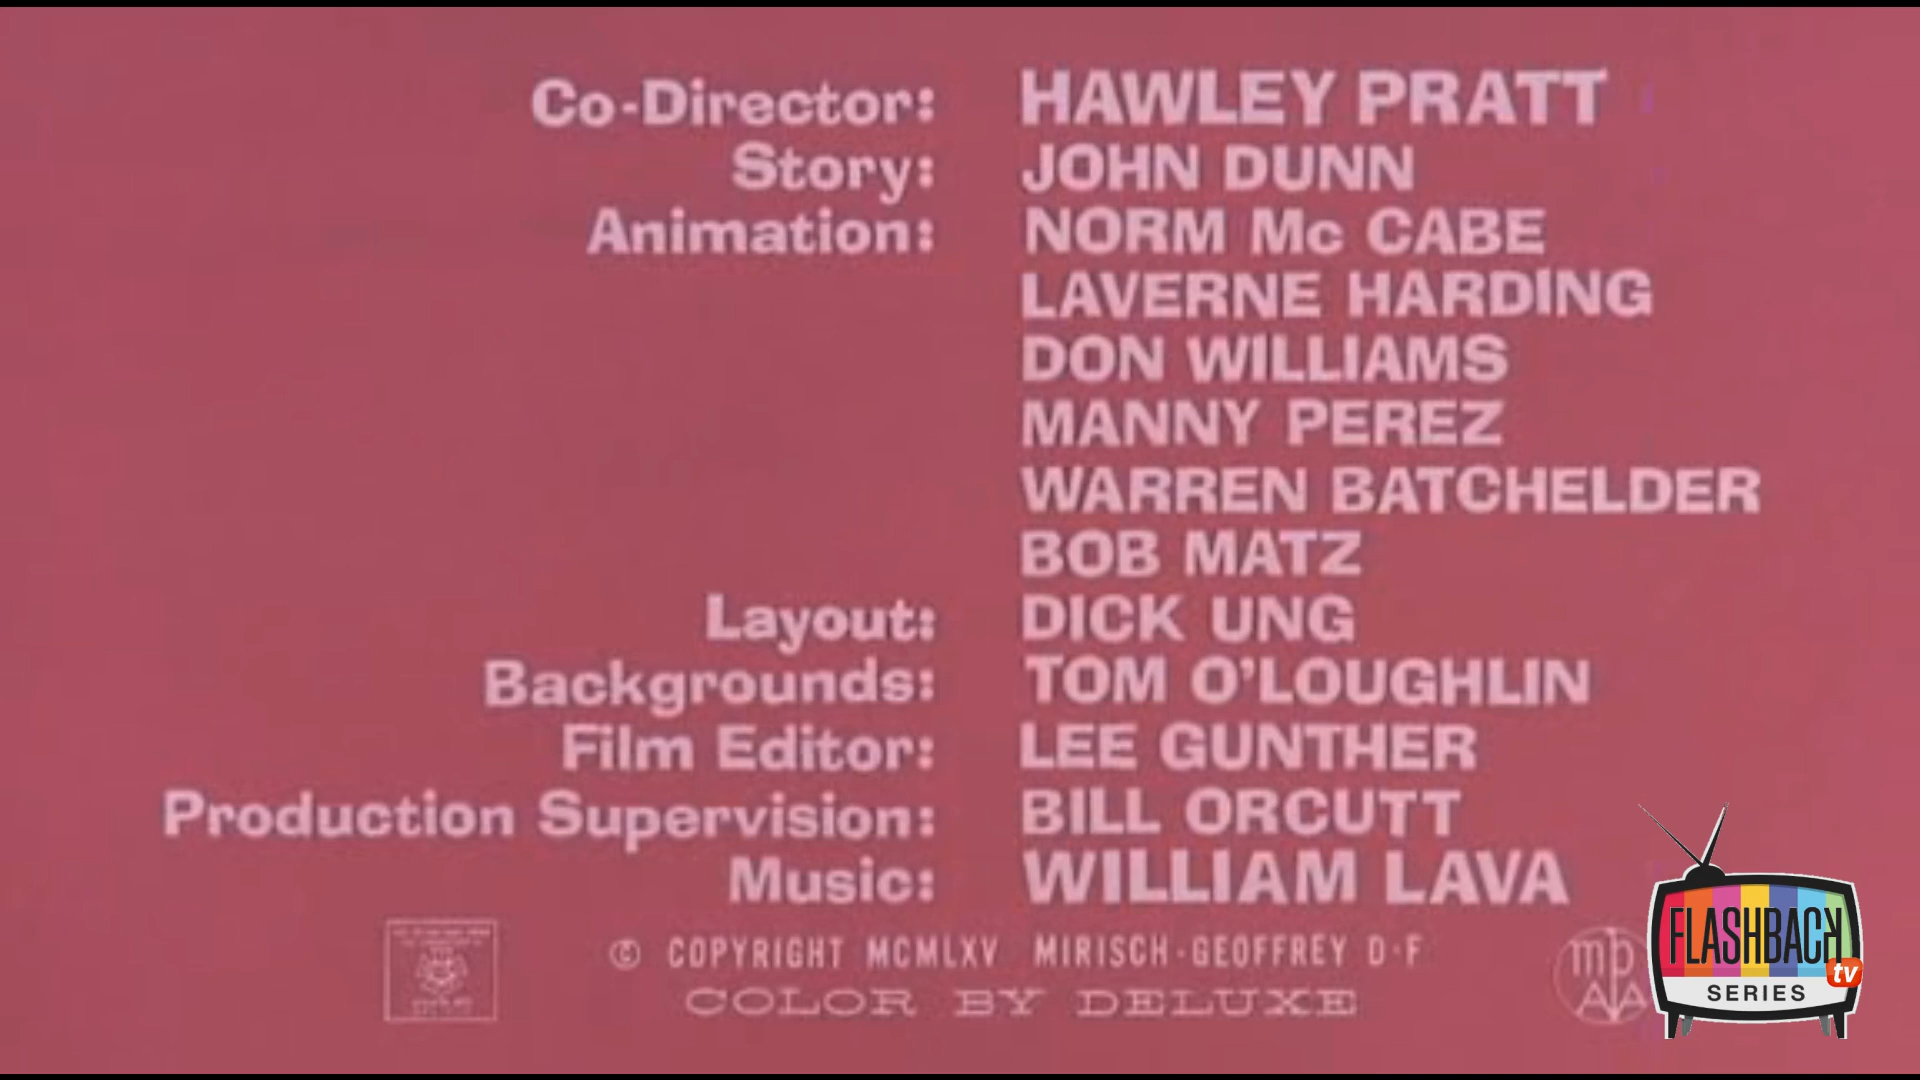 Co-Director: HAWLEY PRATT
Story: JOHN DUNN
Animation: NORM Mc CABE
LAVERNE HARDING
DON WILLIAMS
MANNY PEREZ
WARREN BATCHELDER
BOB MATZ
Layout: DICK UNG
Backgrounds: TOM O'LOUGHLIN
Film Editor: LEE GUNTHER
Production Supervision: BILL ORCUTT
Music: WILLIAM LAVA
© COPYRIGHT MCMLXV MIRISCH-GEOFFREY D-F
COLOR BY DELUXE
mp
AA
FLASHBACK
tv
SERIES